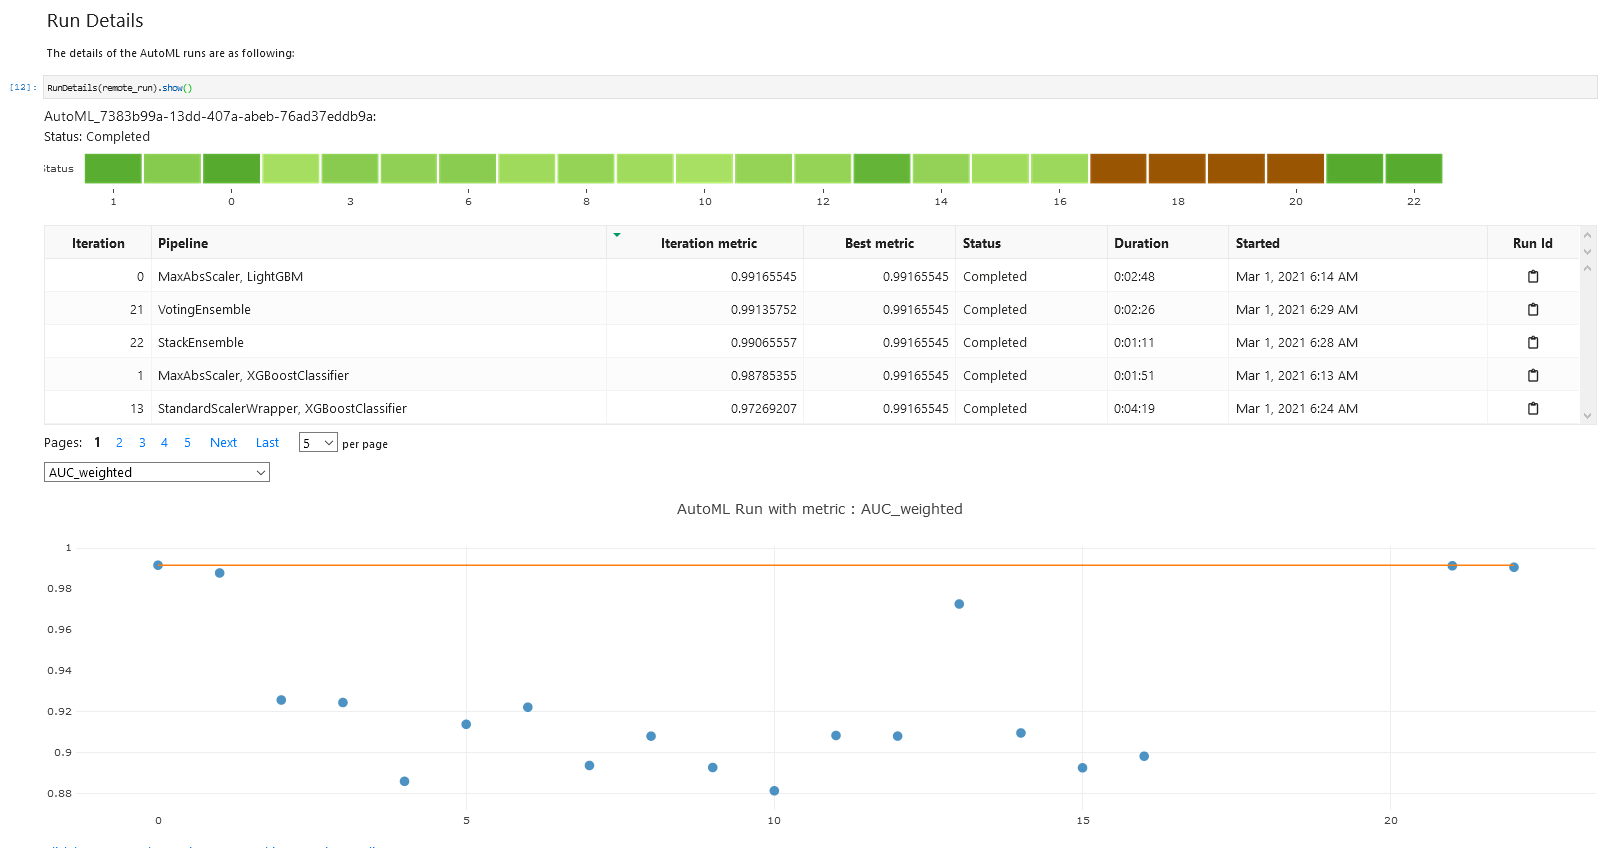 Run Details
The details of the AutoML runs are as following:
[12]: RunDetails(remote_run).show()
AutoML_7383b99a-13dd-407a-abeb-76ad37eddb9a:
Status: Completed
Status
1 0 3 6 8 10 12 14 16 18 20 22
Iteration Pipeline Iteration metric Best metric Status Duration Started Run Id
0 MaxAbsScaler, LightGBM 0.99165545 0.99165545 Completed 0:02:48 Mar 1, 2021 6:14 AM
21 VotingEnsemble 0.99135752 0.99165545 Completed 0:02:26 Mar 1, 2021 6:29 AM
22 StackEnsemble 0.99065557 0.99165545 Completed 0:01:11 Mar 1, 2021 6:28 AM
1 MaxAbsScaler, XGBoostClassifier 0.98785355 0.99165545 Completed 0:01:51 Mar 1, 2021 6:13 AM
13 StandardScalerWrapper, XGBoostClassifier 0.97269207 0.99165545 Completed 0:04:19 Mar 1, 2021 6:24 AM
Pages: 1 2 3 4 5 Next Last 5 per page
AUC_weighted
AutoML Run with metric : AUC_weighted
1
0.98
0.96
0.94
0.92
0.9
0.88
0 5 10 15 20